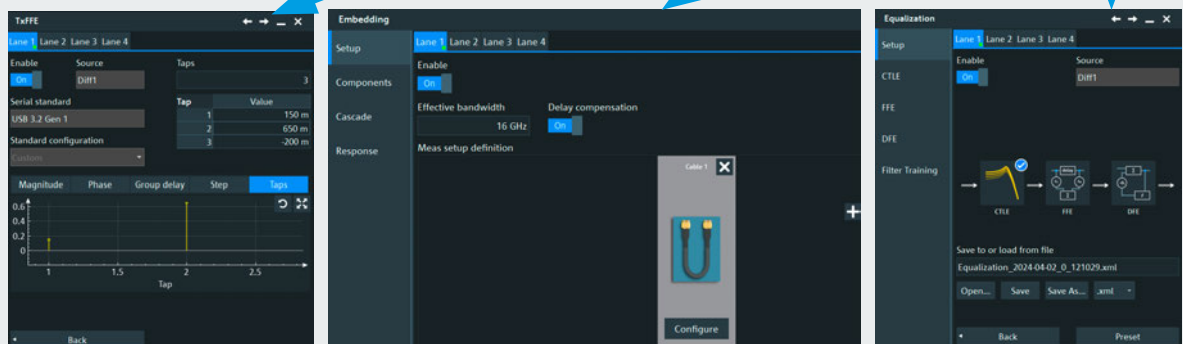 TxFFE
Lane 1 Lane 2 Lane 3 Lane 4
Enable Source Taps
On Diff1 3
Serial standard
USB 3.2 Gen 1
Tap Value
1 150 m
2 650 m
3 -200 m
Standard configuration
Custom
Magnitude Phase Group delay Step Taps
0.6
0.4
0.2
0
1 1.5 2 2.5
Tap
Back
Embedding
Setup
Components
Cascade
Response
Lane 1 Lane 2 Lane 3 Lane 4
Enable
On
Effective bandwidth Delay compensation
16 GHz On
Meas setup definition
Cable 1
Configure
Equalization
Setup
CTLE
FFE
DFE
Filter Training
Lane 1 Lane 2 Lane 3 Lane 4
Enable Source
On Diff1
CTLE FFE DFE
Save to or load from file
Equalization_2024-04-02_0_121029.xml
Open... Save Save As... .xml
Back Preset